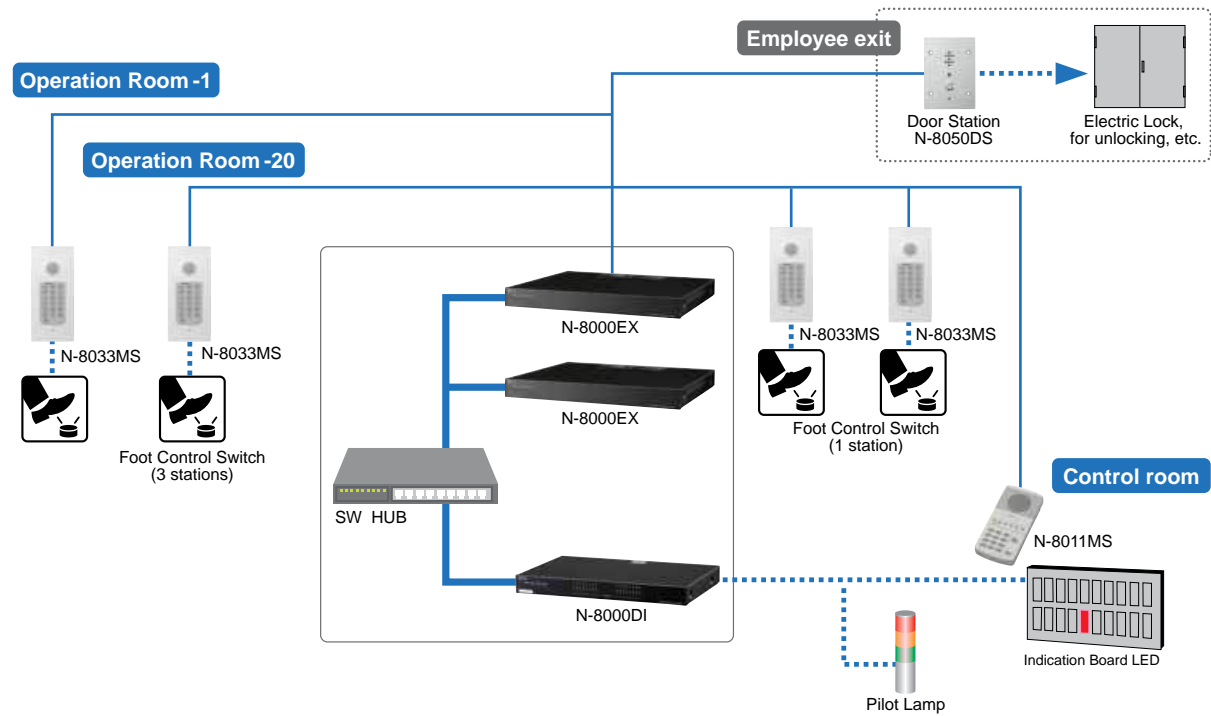 Employee exit
Operation Room -1
Door Station
N-8050DS
Electric Lock,
for unlocking, etc.
Operation Room -20
N-8033MS
N-8033MS
Foot Control Switch
(3 stations)
N-8000EX
N-8000EX
SW HUB
N-8000DI
N-8033MS
N-8033MS
Foot Control Switch
(1 station)
Control room
N-8011MS
Indication Board LED
Pilot Lamp